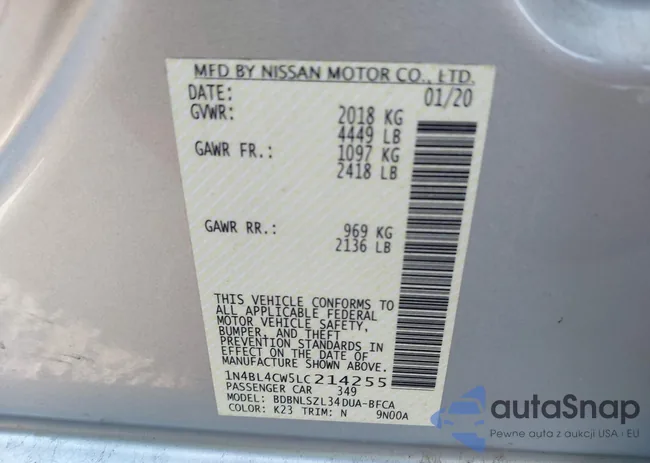 MFD BY NISSAN MOTOR CO., LTD.
DATE: 01/20
GVWR: 2018 KG
4449 LB
GAWR FR.: 1097 KG
2418 LB
GAWR RR.: 969 KG
2136 LB
THIS VEHICLE CONFORMS TO
ALL APPLICABLE FEDERAL
MOTOR VEHICLE SAFETY,
BUMPER, AND THEFT
PREVENTION STANDARDS IN
EFFECT ON THE DATE OF
MANUFACTURE SHOWN ABOVE.
1N4BL4CW5LC214255
PASSENGER CAR 349
MODEL: BDBNLSZL34DUA-BFCA
COLOR: K23 TRIM: N 9N00A
autaSnap
Pewne auta z aukcji USA · EU